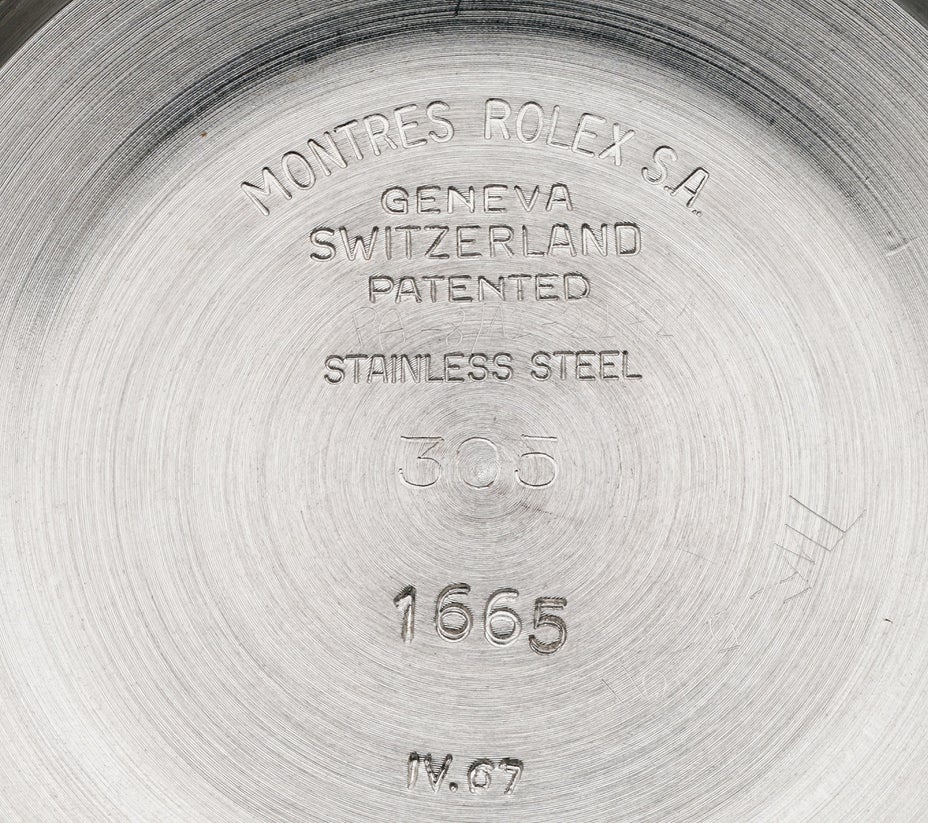 MONTRES ROLEX S.A.
GENEVA
SWITZERLAND
PATENTED
STAINLESS STEEL
305
1665
IV.67